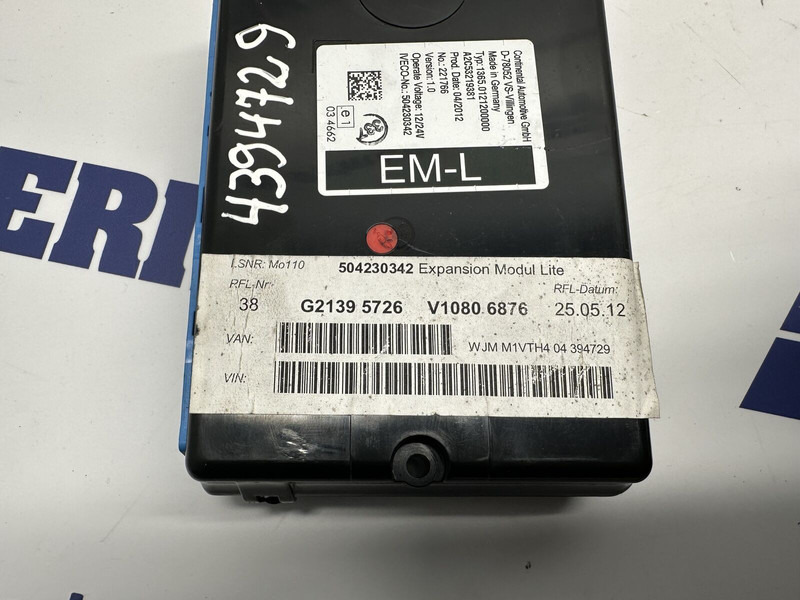 4394729
Continental Automotive GmbH
D-78052 VS-Villingen
Made in Germany
Typ: 1365.0121200000
A2C53219381
Prod. Date: 04/2012
No.: 221766
Version: 1.0
Operate Voltage: 12/24V
IVECO-No.: 504230342
e1
03 4662
EM-L
ERI
LSNR: Mo110 504230342 Expansion Modul Lite
RFL-Nr: RFL-Datum:
38 G2139 5726 V1080 6876 25.05.12
VAN: WJM M1VTH4 04 394729
VIN: